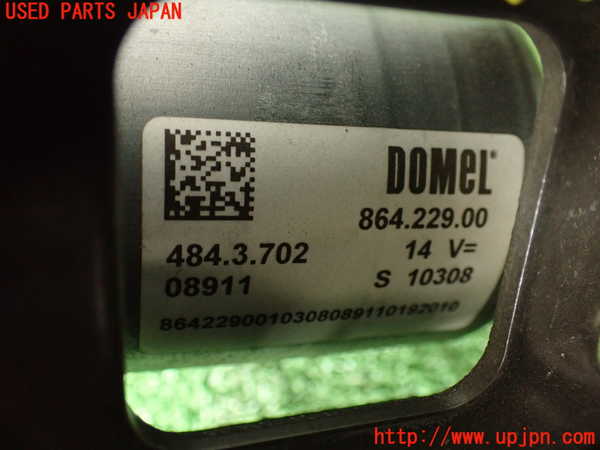 USED PARTS JAPAN
DOMEL®
864.229.00
484.3.702
14 V=
08911
S 10308
8642290010308089110192010
http://www.upjpn.com